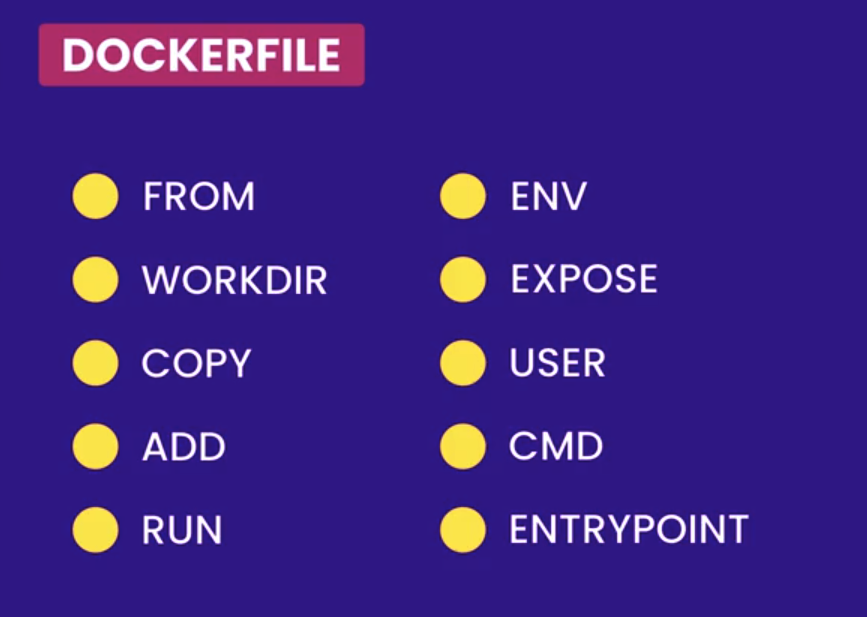 DOCKERFILE
FROM
WORKDIR
COPY
ADD
RUN
ENV
EXPOSE
USER
CMD
ENTRYPOINT